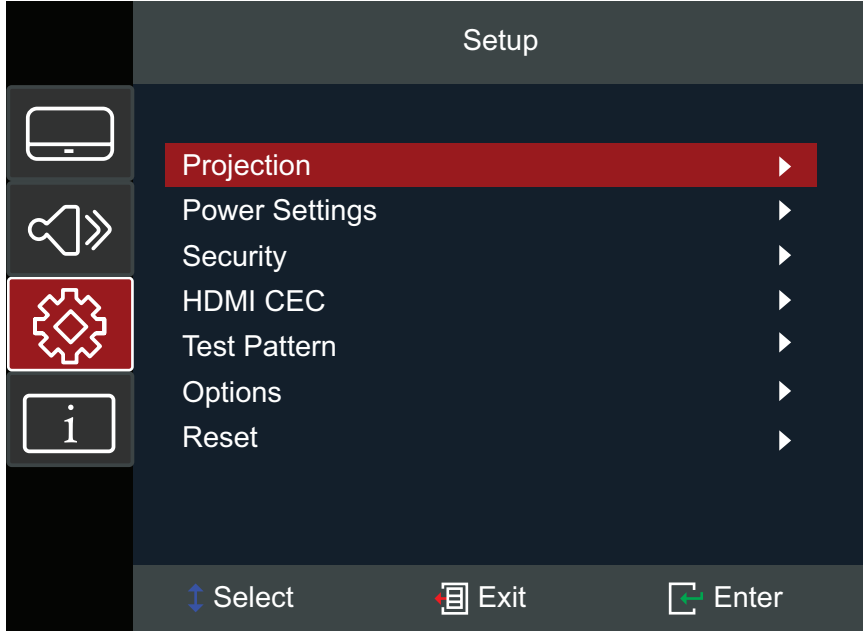 Setup
Projection
Power Settings
Security
HDMI CEC
Test Pattern
Options
i
Reset
Select Exit Enter